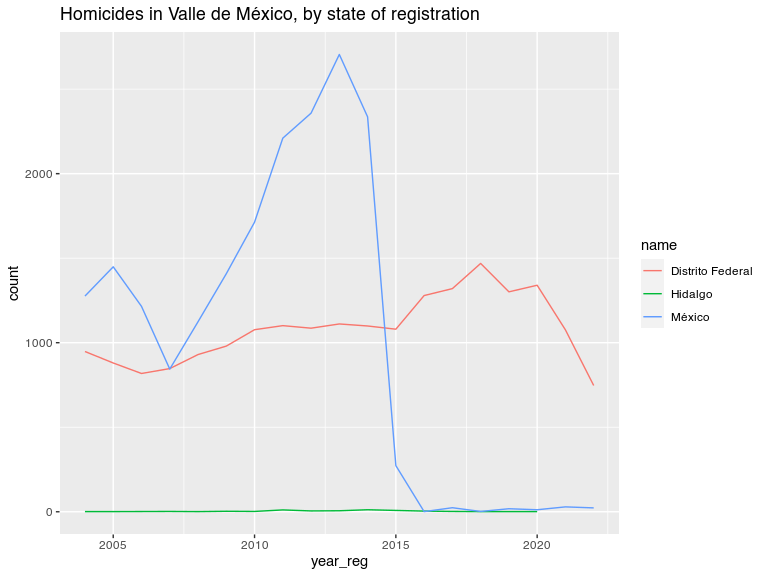 Homicides in Valle de México, by state of registration
count
2000
1000
0
2005 2010 2015 2020
year_reg
name
Distrito Federal
Hidalgo
México